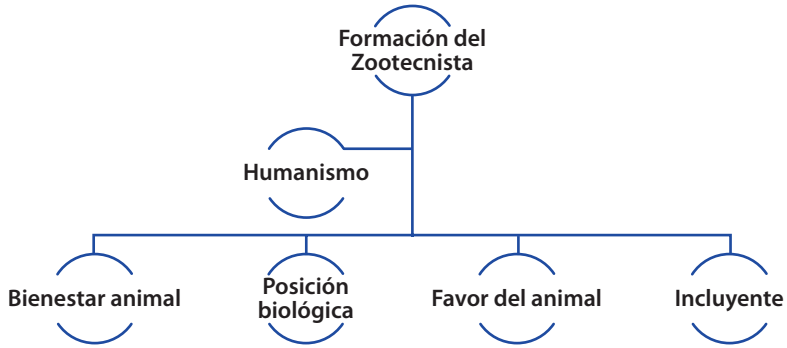 Formación del
Zootecnista
Humanismo
Bienestar animal
Posición
biológica
Favor del animal
Incluyente